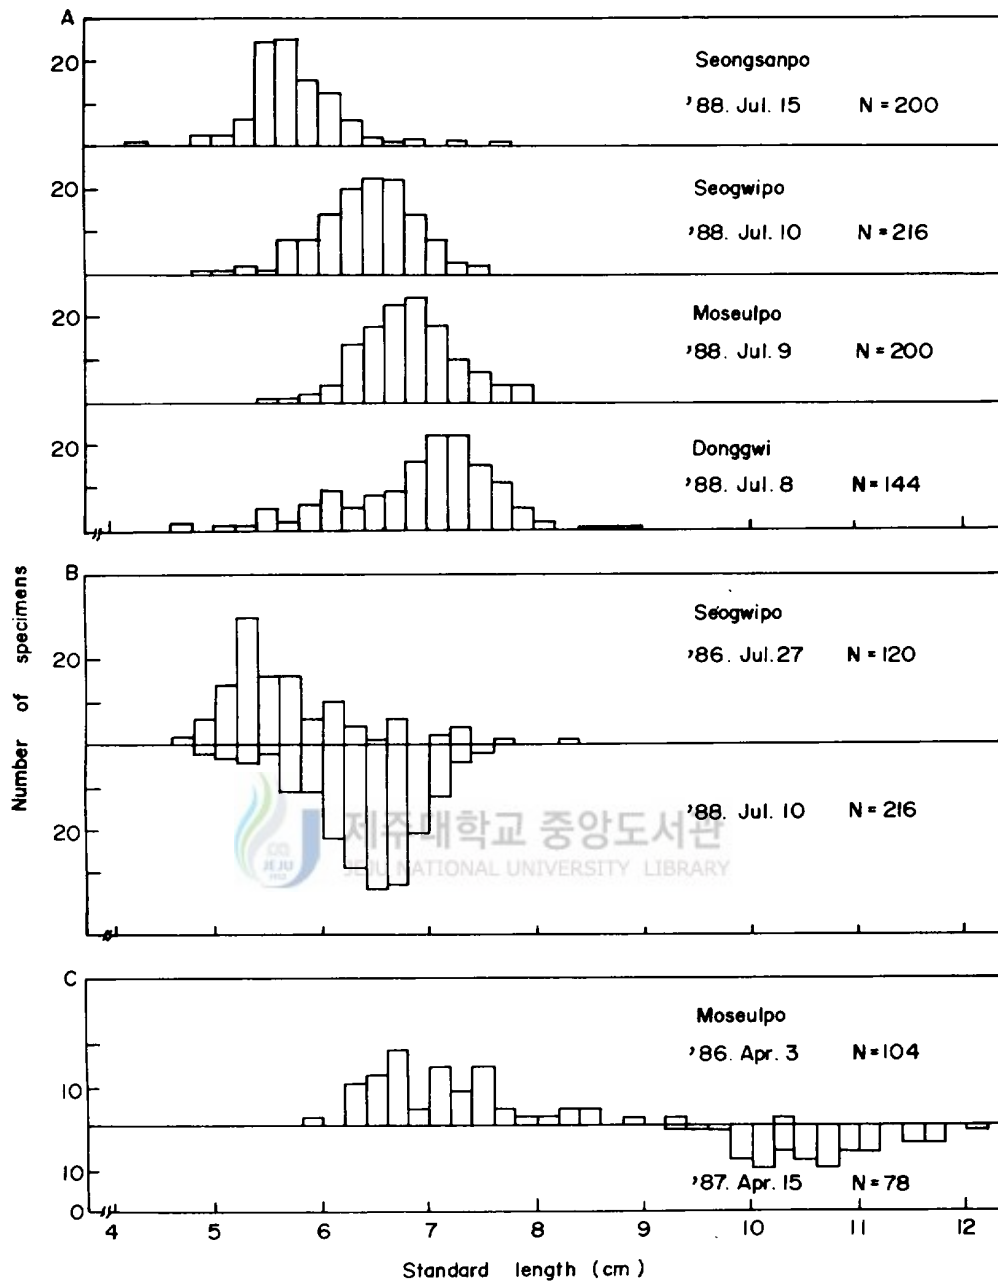 A
20
Seongsanpo
'88. Jul. 15 N = 200
20
Seogwipo
'88. Jul. 10 N = 216
20
Moseulpo
'88. Jul. 9 N = 200
20
Donggwi
'88. Jul. 8 N = 144
B
20
Seogwipo
'86. Jul. 27 N = 120
20
'88. Jul. 10 N = 216
제주대학교 중앙도서관
JEJU NATIONAL UNIVERSITY LIBRARY
JEJU
1952
C
10
Moseulpo
'86. Apr. 3 N = 104
10
0
'87. Apr. 15 N = 78
4 5 6 7 8 9 10 11 12
Standard length (cm)
Number of specimens